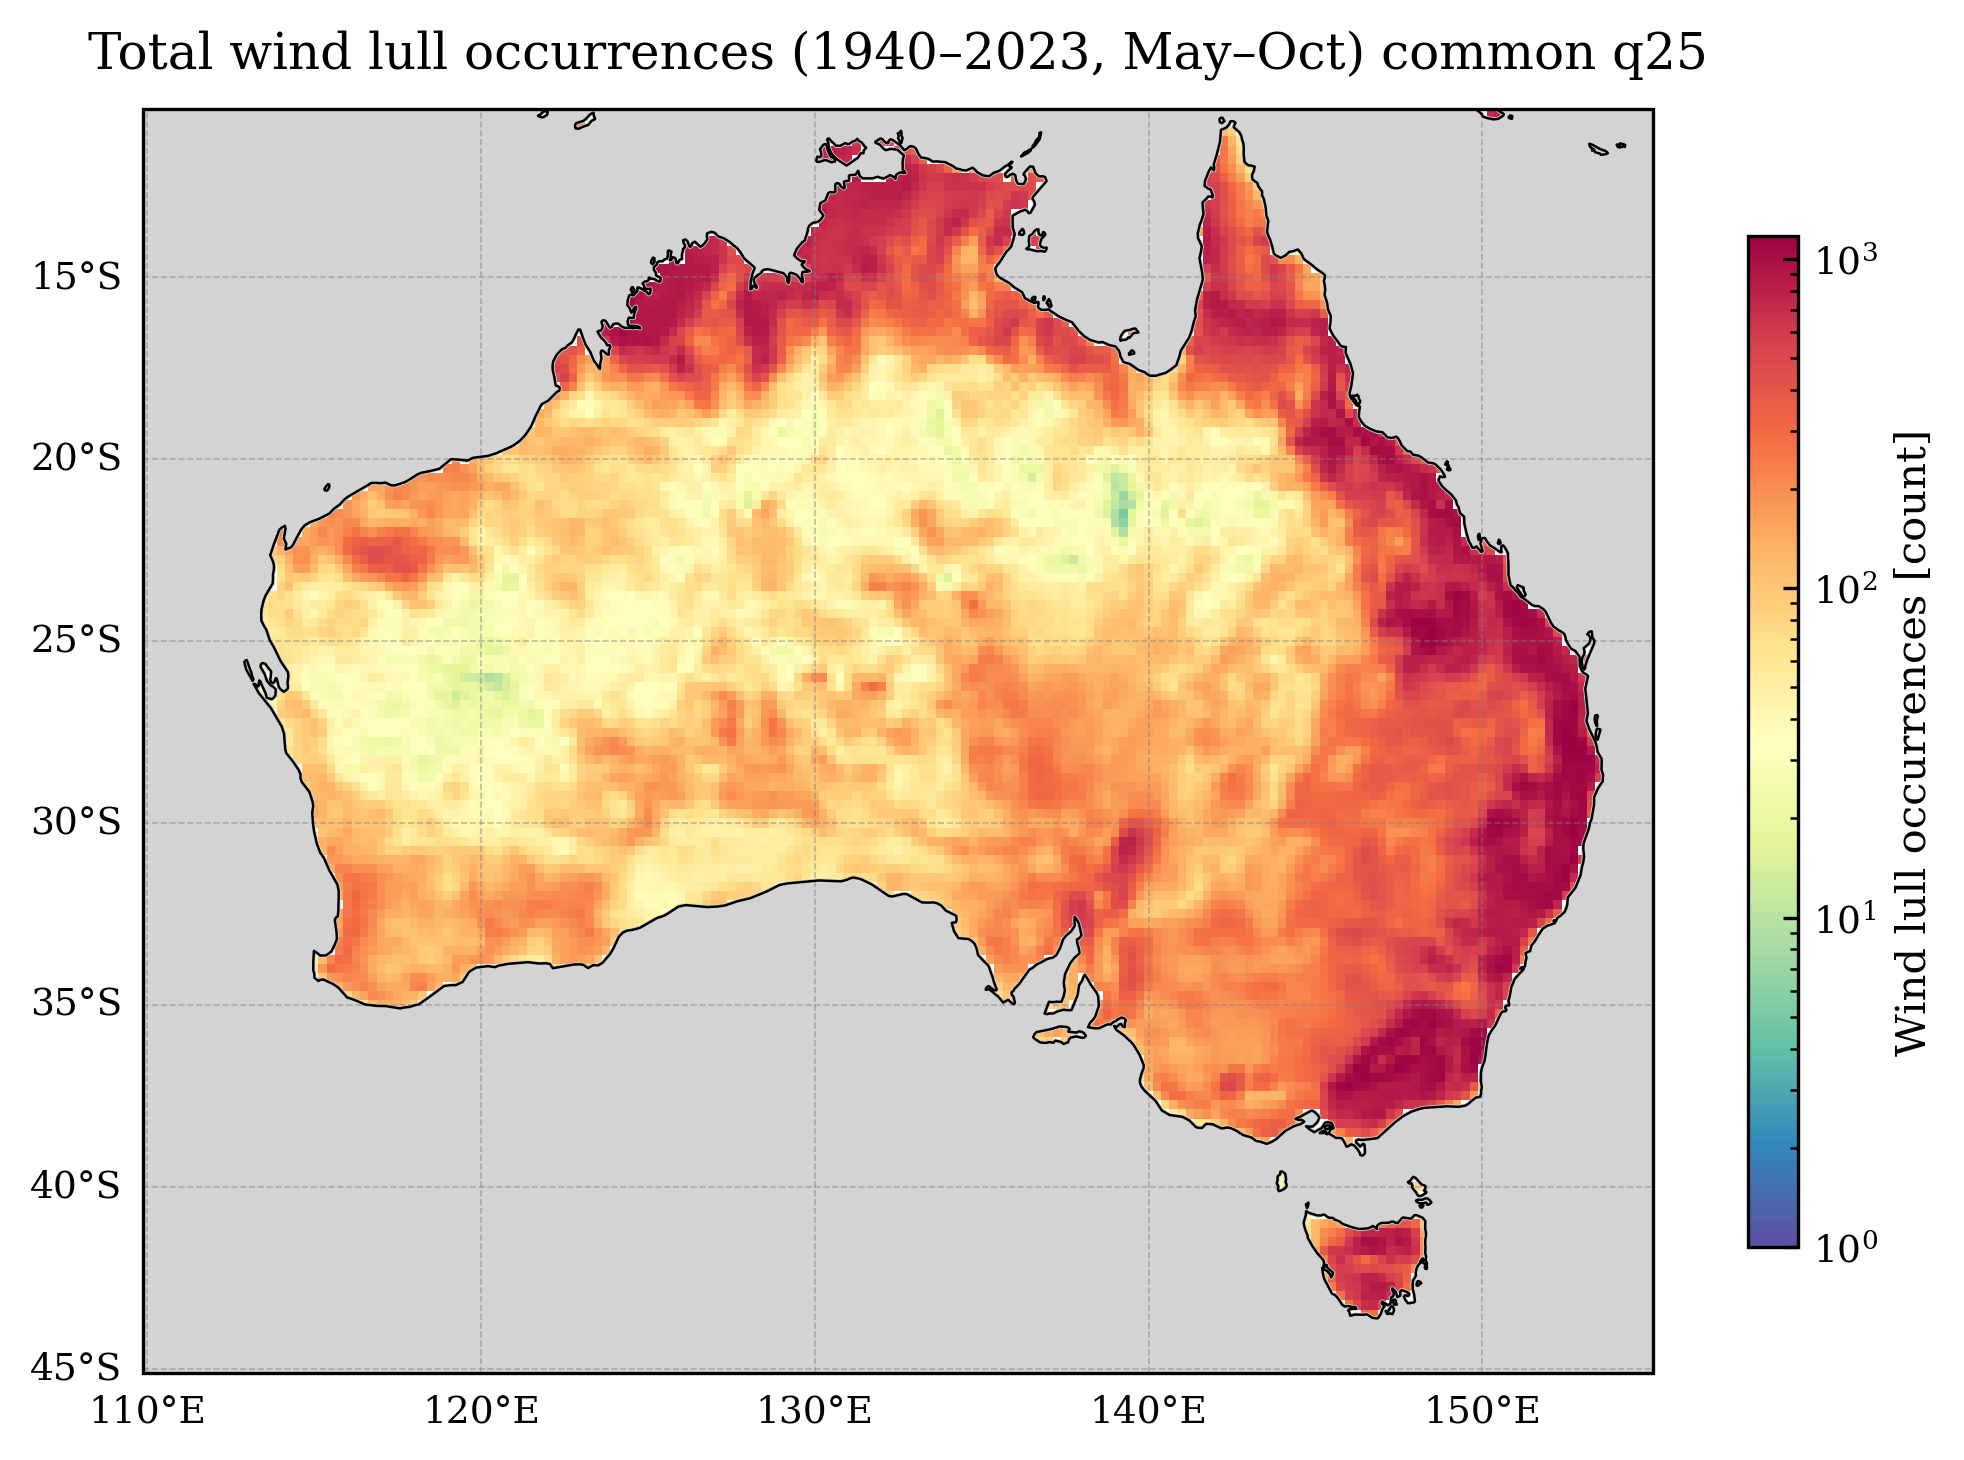 Total wind lull occurrences (1940–2023, May–Oct) common q25
15°S
20°S
25°S
30°S
35°S
40°S
45°S
110°E 120°E 130°E 140°E 150°E
10³
10²
10¹
10⁰
Wind lull occurrences [count]